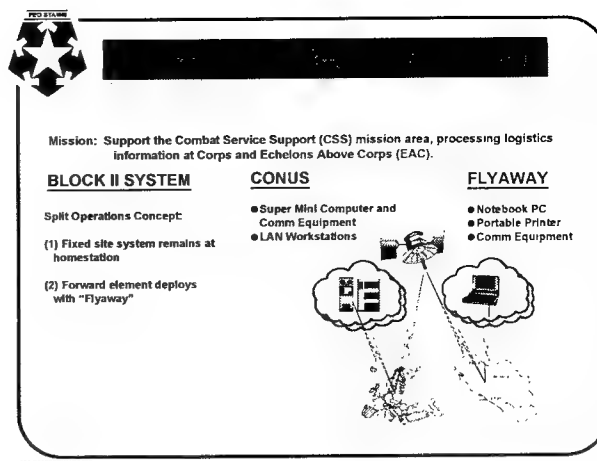 PEO STAMIS
Mission: Support the Combat Service Support (CSS) mission area, processing logistics
information at Corps and Echelons Above Corps (EAC).
BLOCK II SYSTEM
Split Operations Concept:
(1) Fixed site system remains at
homestation
(2) Forward element deploys
with "Flyaway"
CONUS
●Super Mini Computer and
Comm Equipment
●LAN Workstations
FLYAWAY
●Notebook PC
●Portable Printer
●Comm Equipment